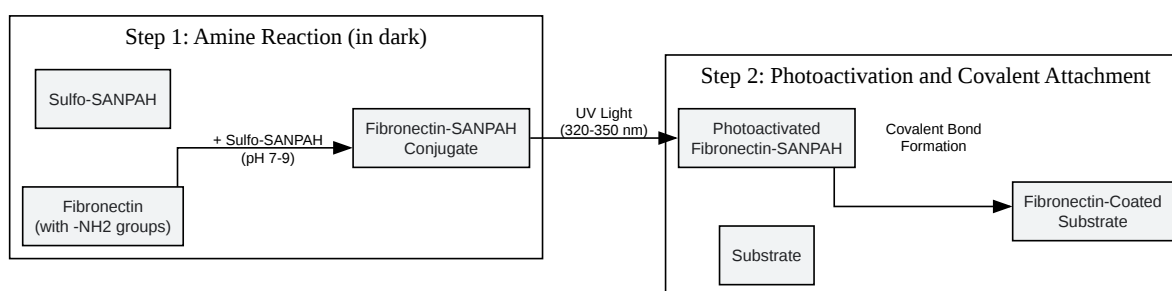 Step 1: Amine Reaction (in dark)
Sulfo-SANPAH
+ Sulfo-SANPAH
(pH 7-9)
Fibronectin
(with -NH2 groups)
Fibronectin-SANPAH
Conjugate
UV Light
(320-350 nm)
Step 2: Photoactivation and Covalent Attachment
Photoactivated
Fibronectin-SANPAH
Covalent Bond
Formation
Fibronectin-Coated
Substrate
Substrate